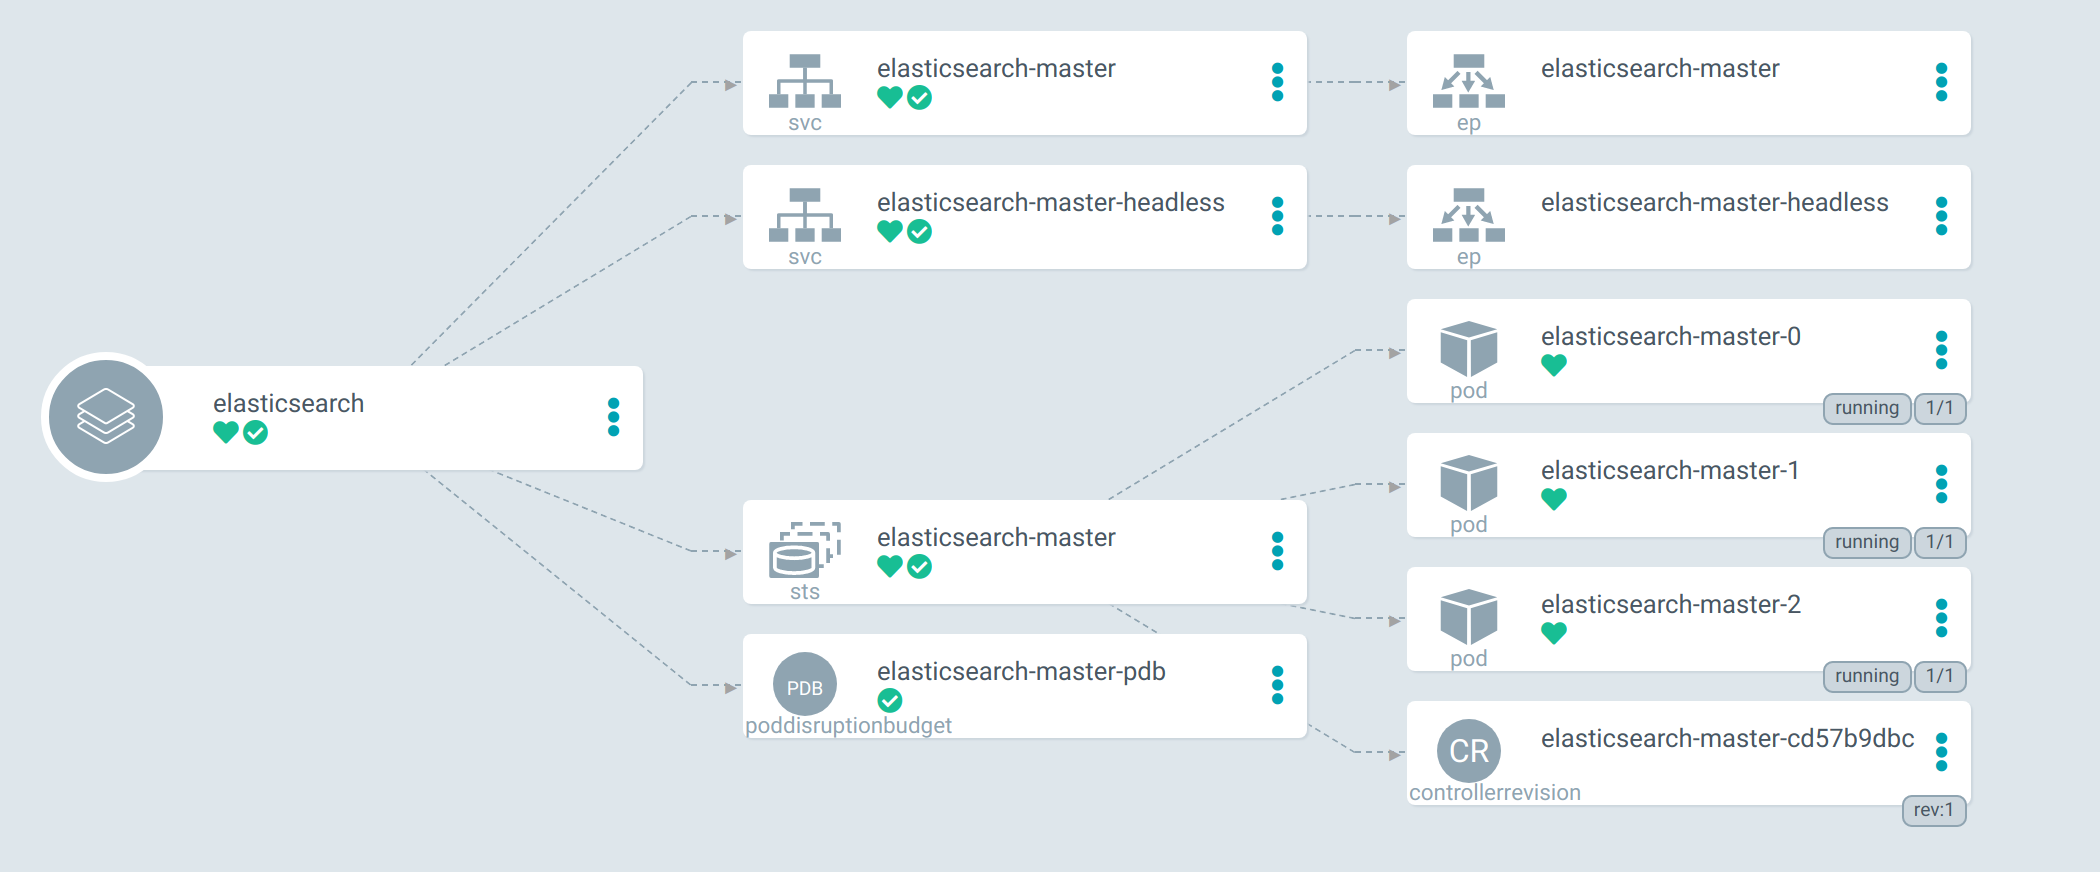 elasticsearch
elasticsearch-master
svc
elasticsearch-master-headless
svc
elasticsearch-master
sts
PDB
elasticsearch-master-pdb
poddisruptionbudget
elasticsearch-master
ep
elasticsearch-master-headless
ep
elasticsearch-master-0
pod
running 1/1
elasticsearch-master-1
pod
running 1/1
elasticsearch-master-2
pod
running 1/1
CR
elasticsearch-master-cd57b9dbc
controllerrevision
rev:1